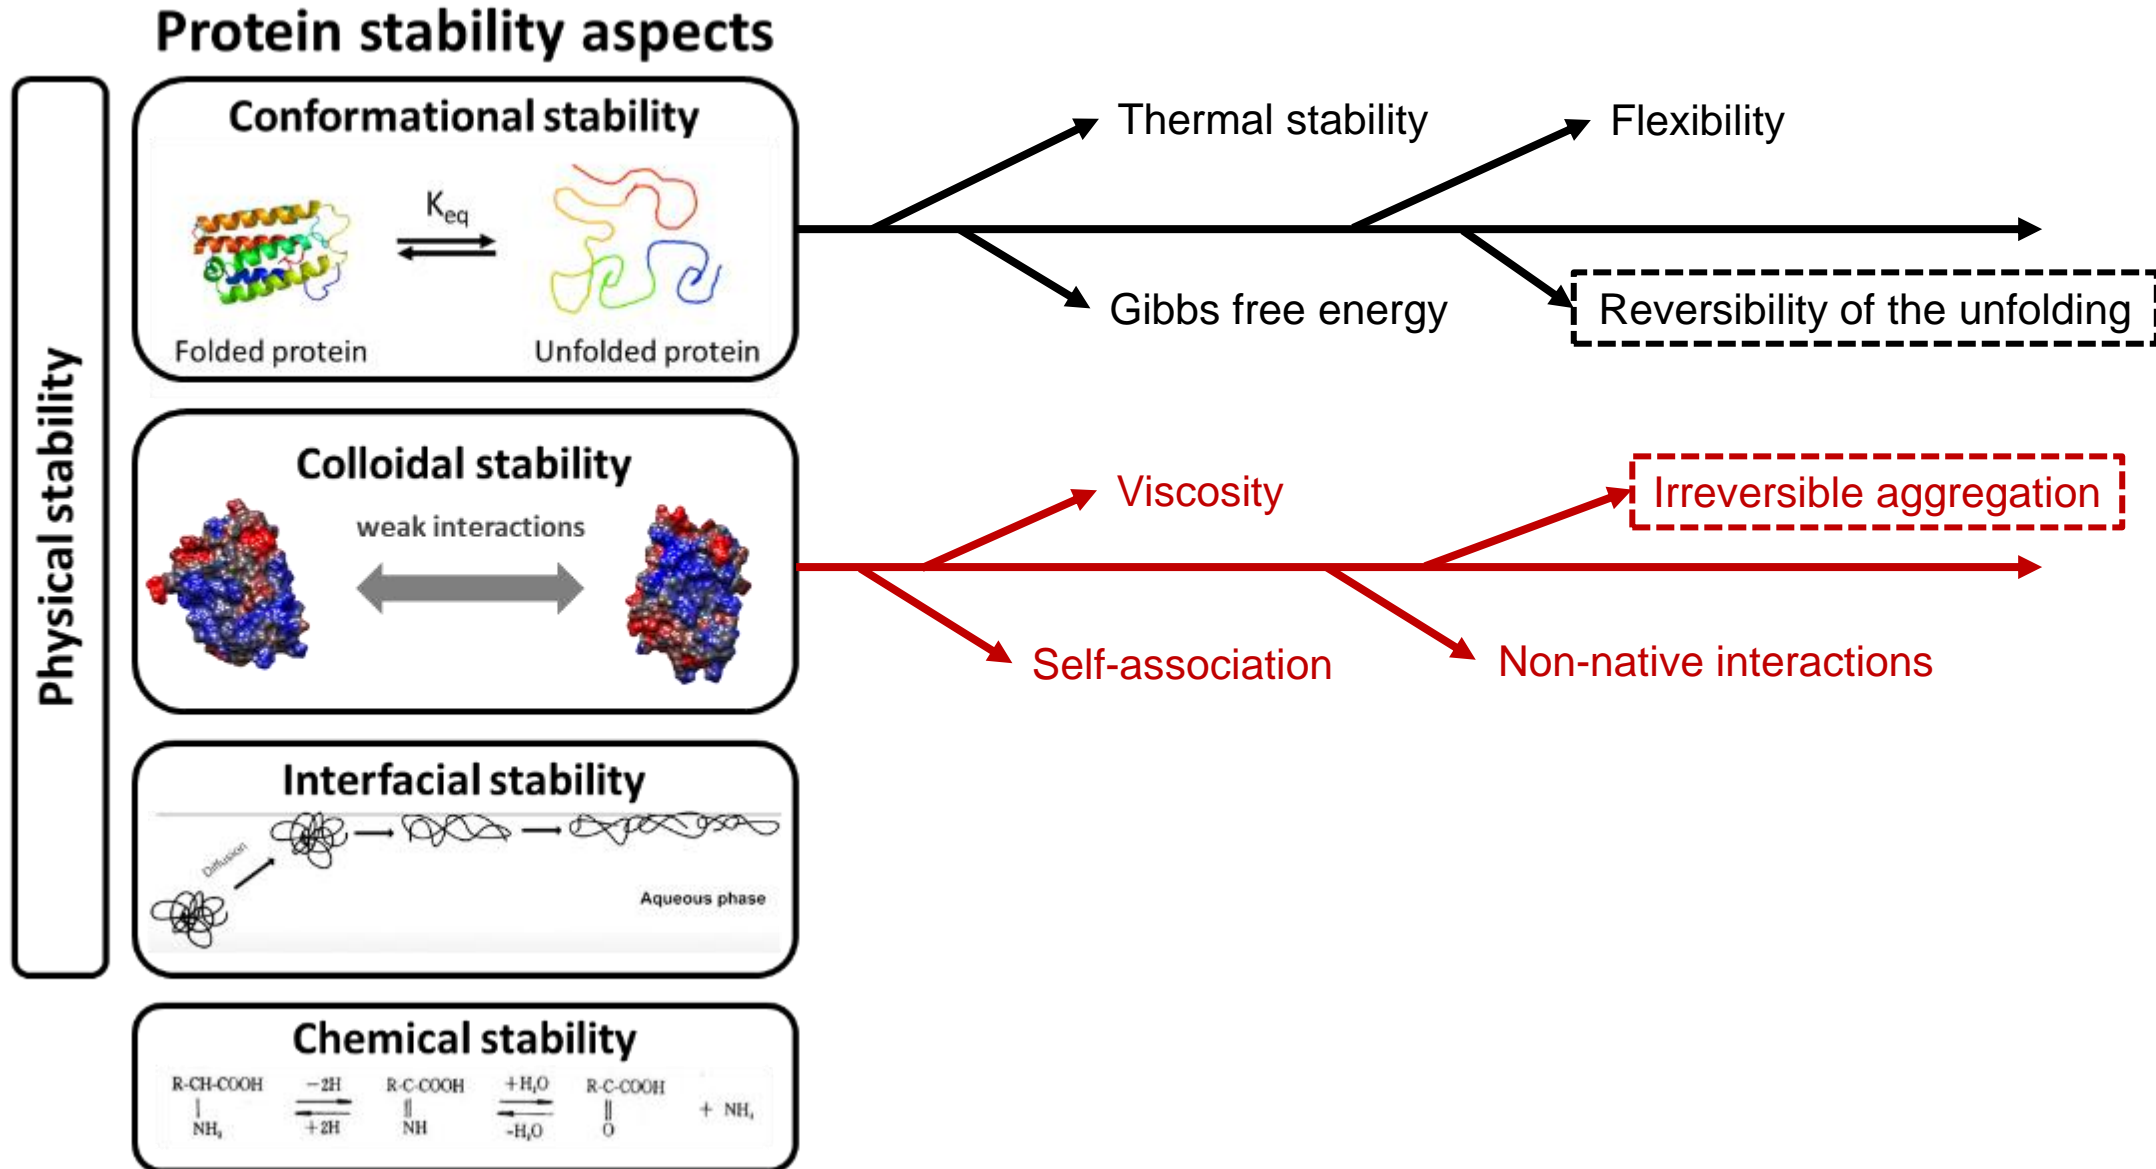 Protein stability aspects
Physical stability
Conformational stability
Keq
Folded protein
Unfolded protein
Thermal stability
Flexibility
Gibbs free energy
Reversibility of the unfolding
Colloidal stability
weak interactions
Viscosity
Irreversible aggregation
Self-association
Non-native interactions
Interfacial stability
Diffusion
Aqueous phase
Chemical stability
R-CH-COOH −2H R-C-COOH +H₂O R-C-COOH
+ NH₃
NH₂ +2H NH -H₂O O